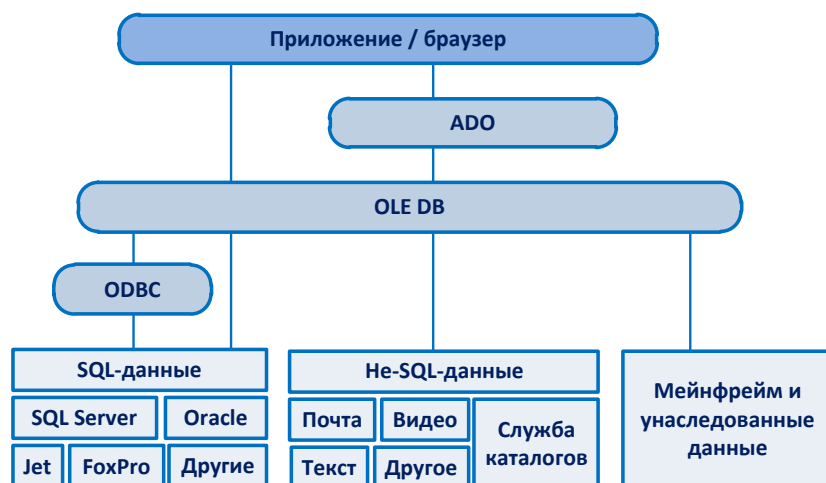 Приложение / браузер
ADO
OLE DB
ODBC
SQL-данные
Не-SQL-данные
Мейнфрейм и
унаследованные
данные
SQL Server
Oracle
Jet
FoxPro
Другие
Почта
Видео
Служба
каталогов
Текст
Другое